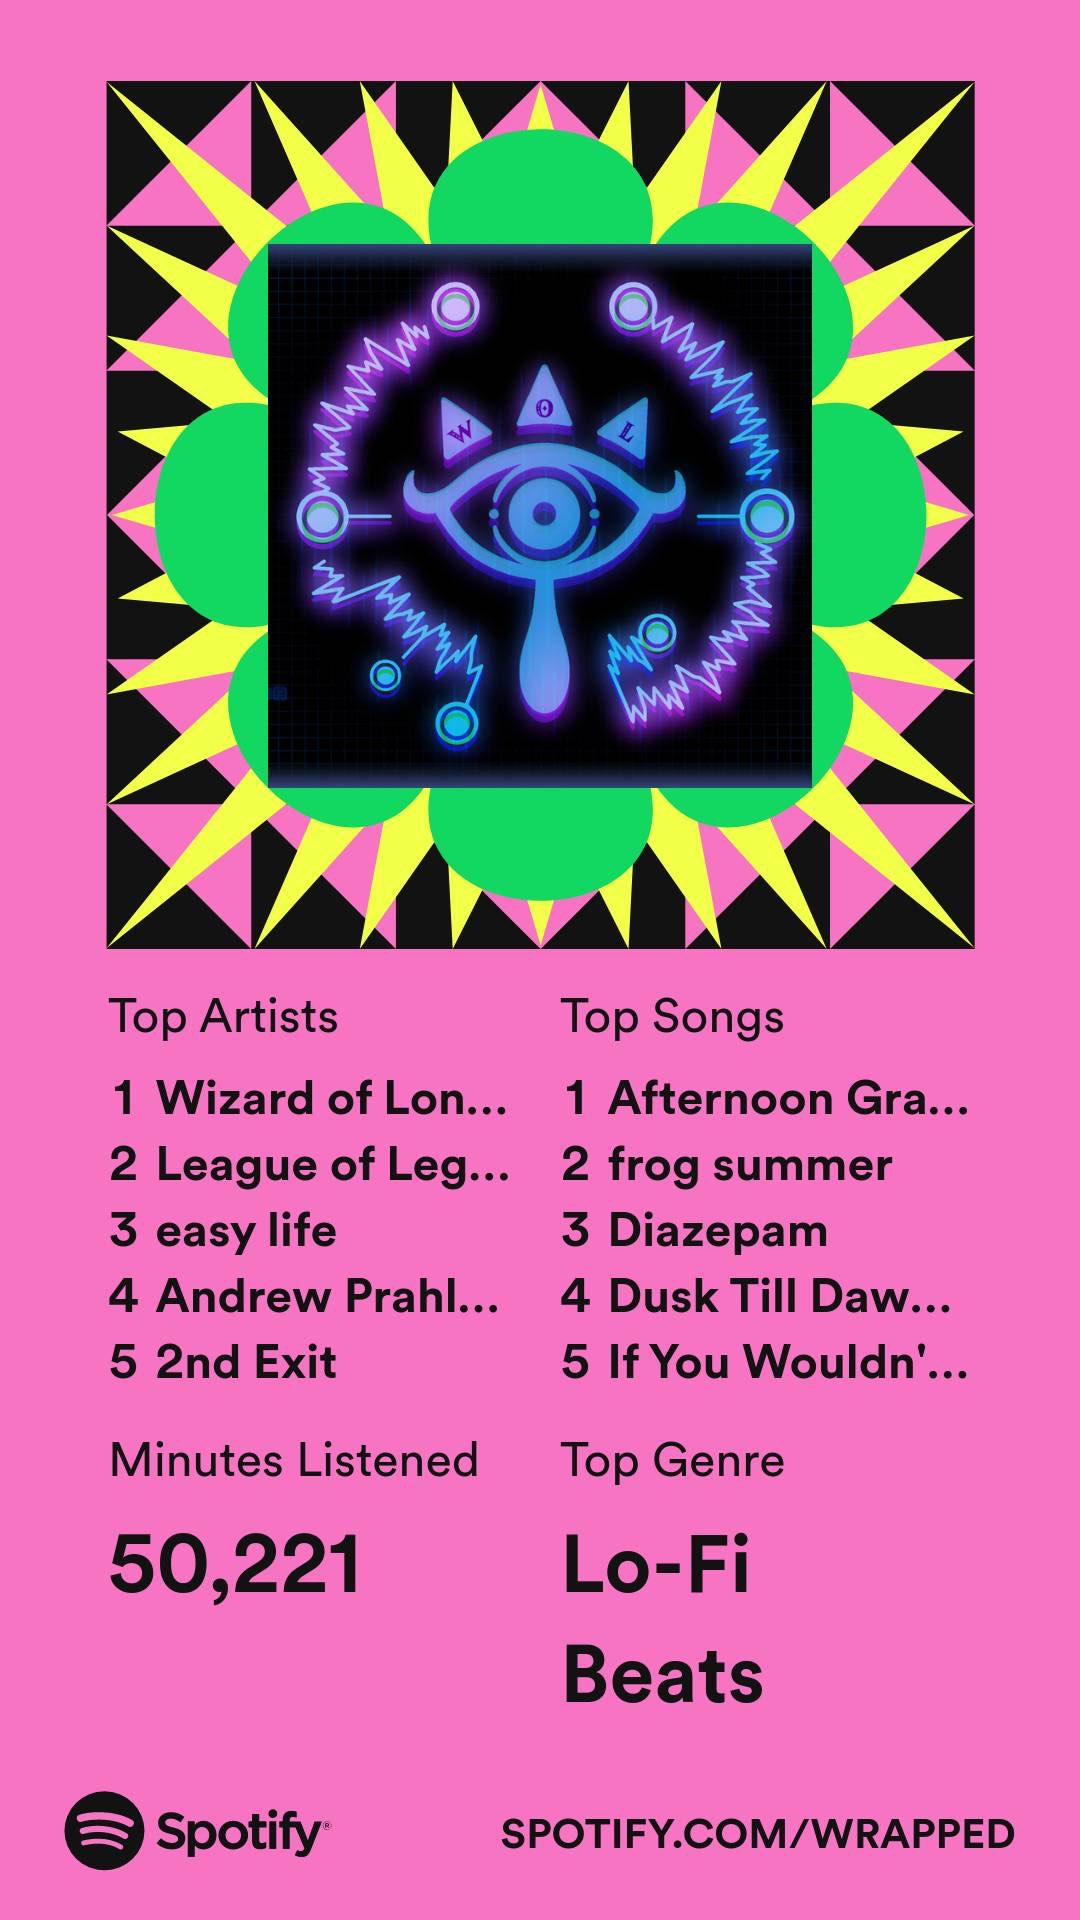 W
O
L
Top Artists
1 Wizard of Lon...
2 League of Leg...
3 easy life
4 Andrew Prahl...
5 2nd Exit
Top Songs
1 Afternoon Gra...
2 frog summer
3 Diazepam
4 Dusk Till Daw...
5 If You Wouldn'...
Minutes Listened
50,221
Top Genre
Lo-Fi
Beats
Spotify®
SPOTIFY.COM/WRAPPED